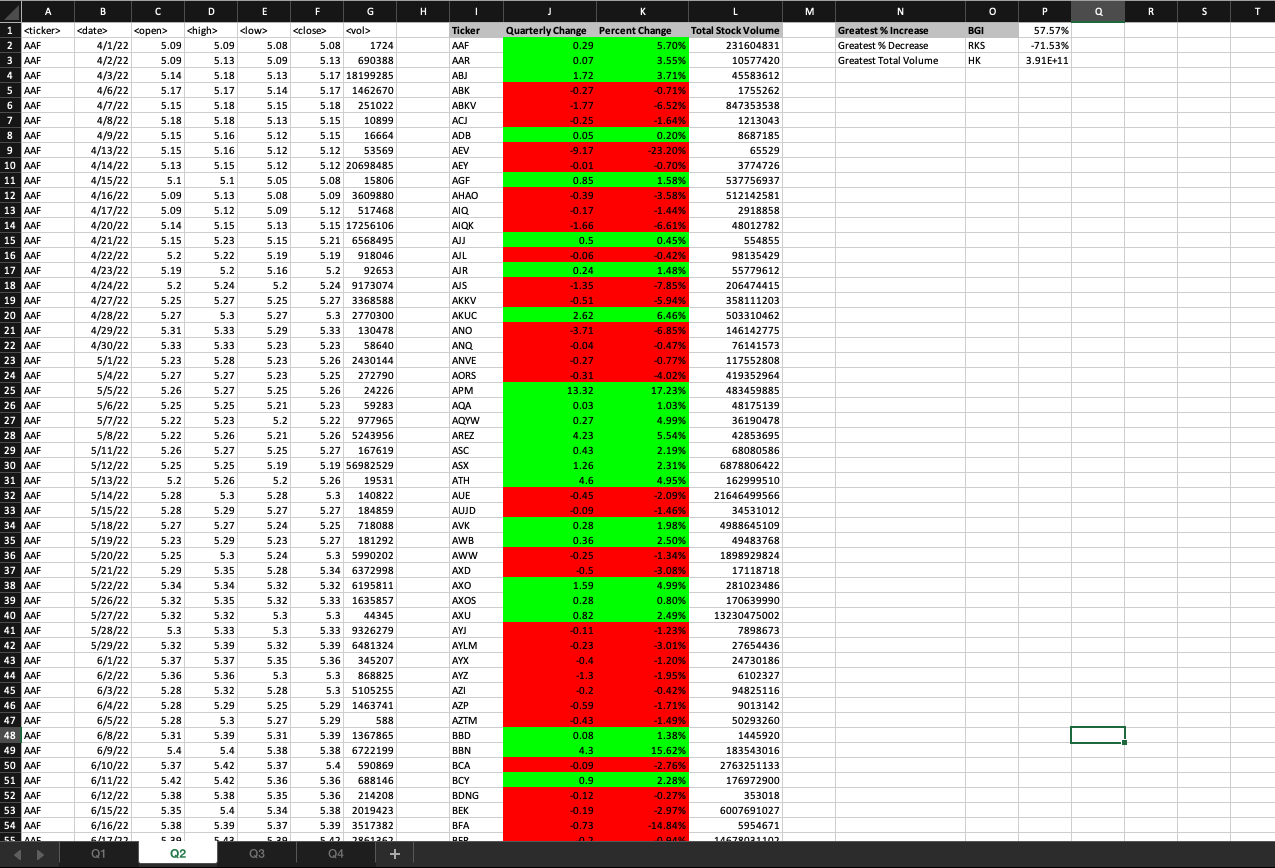 A B C D E F G H I J K L M N O P Q R S T
1 <ticker> <date> <open> <high> <low> <close> <vol> Ticker Quarterly Change Percent Change Total Stock Volume Greatest % Increase BGI 57.57%
2 AAF 4/1/22 5.09 5.09 5.08 5.08 1724 AAF 0.29 5.70% 231604831 Greatest % Decrease RKS -71.53%
3 AAF 4/2/22 5.09 5.13 5.09 5.13 690388 AAR 0.07 3.55% 10577420 Greatest Total Volume HK 3.91E+11
4 AAF 4/3/22 5.14 5.18 5.13 5.17 18199285 ABJ 1.72 3.71% 45583612
5 AAF 4/6/22 5.17 5.17 5.14 5.17 1462670 ABK -0.27 -0.71% 1755262
6 AAF 4/7/22 5.15 5.18 5.15 5.18 251022 ABKV -1.77 -6.52% 847353538
7 AAF 4/8/22 5.18 5.18 5.13 5.15 10899 ACJ -0.25 -1.64% 1213043
8 AAF 4/9/22 5.15 5.16 5.12 5.15 16664 ADB 0.05 0.20% 8687185
9 AAF 4/13/22 5.15 5.16 5.12 5.12 53569 AEV -9.17 -23.20% 65529
10 AAF 4/14/22 5.13 5.15 5.12 5.12 20698485 AEY -0.01 -0.70% 3774726
11 AAF 4/15/22 5.1 5.1 5.05 5.08 15806 AGF 0.85 1.58% 537756937
12 AAF 4/16/22 5.09 5.13 5.08 5.09 3609880 AHAO -0.39 -3.58% 512142581
13 AAF 4/17/22 5.09 5.12 5.09 5.12 517468 AIQ -0.17 -1.44% 2918858
14 AAF 4/20/22 5.14 5.15 5.13 5.15 17256106 AIQK -1.66 -6.61% 48012782
15 AAF 4/21/22 5.15 5.23 5.15 5.21 6568495 AJJ 0.5 0.45% 554855
16 AAF 4/22/22 5.2 5.22 5.19 5.19 918046 AJL -0.06 -0.42% 98135429
17 AAF 4/23/22 5.19 5.2 5.16 5.2 92653 AJR 0.24 1.48% 55779612
18 AAF 4/24/22 5.2 5.24 5.2 5.24 9173074 AJS -1.35 -7.85% 206474415
19 AAF 4/27/22 5.25 5.27 5.25 5.27 3368588 AKKV -0.51 -5.94% 358111203
20 AAF 4/28/22 5.27 5.3 5.27 5.3 2770300 AKUC 2.62 6.46% 503310462
21 AAF 4/29/22 5.31 5.33 5.29 5.33 130478 ANO -3.71 -6.85% 146142775
22 AAF 4/30/22 5.33 5.33 5.23 5.23 58640 ANQ -0.04 -0.47% 76141573
23 AAF 5/1/22 5.23 5.28 5.23 5.26 2430144 ANVE -0.27 -0.77% 117552808
24 AAF 5/4/22 5.27 5.27 5.23 5.25 272790 AORS -0.31 -4.02% 419352964
25 AAF 5/5/22 5.26 5.27 5.25 5.27 24226 APM 13.32 17.23% 483459885
26 AAF 5/6/22 5.25 5.25 5.21 5.23 59283 AQA 0.03 1.03% 48175139
27 AAF 5/7/22 5.22 5.23 5.2 5.22 977965 AQYW 0.27 4.99% 36190478
28 AAF 5/8/22 5.22 5.26 5.21 5.26 5243956 AREZ 4.23 5.54% 42853695
29 AAF 5/11/22 5.26 5.27 5.25 5.27 167619 ASC 0.43 2.19% 68080586
30 AAF 5/12/22 5.25 5.25 5.19 5.19 56982529 ASX 1.26 2.31% 6878806422
31 AAF 5/13/22 5.2 5.26 5.2 5.26 19531 ATH 4.6 4.95% 162999510
32 AAF 5/14/22 5.28 5.3 5.28 5.3 140822 AUE -0.45 -2.09% 21646499566
33 AAF 5/15/22 5.28 5.29 5.27 5.27 184859 AUJD -0.09 -1.46% 34531012
34 AAF 5/18/22 5.27 5.27 5.24 5.25 718088 AVK 0.28 1.98% 4988645109
35 AAF 5/19/22 5.23 5.29 5.23 5.27 181292 AWB 0.36 2.50% 49483768
36 AAF 5/20/22 5.25 5.3 5.24 5.3 5990202 AWW -0.25 -1.34% 1898929824
37 AAF 5/21/22 5.29 5.35 5.28 5.34 6372998 AXD -0.5 -3.08% 17118718
38 AAF 5/22/22 5.34 5.34 5.32 5.32 6195811 AXO 1.59 4.99% 281023486
39 AAF 5/26/22 5.32 5.35 5.32 5.33 1635857 AXOS 0.28 0.80% 170639990
40 AAF 5/27/22 5.32 5.32 5.3 5.3 44345 AXU 0.82 2.49% 13230475002
41 AAF 5/28/22 5.3 5.33 5.3 5.33 9326279 AYJ -0.11 -1.23% 7898673
42 AAF 5/29/22 5.32 5.39 5.32 5.39 6481324 AYLM -0.23 -3.01% 27654436
43 AAF 6/1/22 5.37 5.37 5.35 5.36 345207 AYX -0.4 -1.20% 24730186
44 AAF 6/2/22 5.36 5.36 5.3 5.3 868825 AYZ -1.3 -1.95% 6102327
45 AAF 6/3/22 5.28 5.32 5.28 5.3 5105255 AZI -0.2 -0.42% 94825116
46 AAF 6/4/22 5.28 5.29 5.25 5.29 1463741 AZP -0.59 -1.71% 9013142
47 AAF 6/5/22 5.28 5.3 5.27 5.29 588 AZTM -0.43 -1.49% 50293260
48 AAF 6/8/22 5.31 5.39 5.31 5.39 1367865 BBD 0.08 1.38% 1445920
49 AAF 6/9/22 5.4 5.4 5.38 5.38 6722199 BBN 4.3 15.62% 183543016
50 AAF 6/10/22 5.37 5.42 5.37 5.4 590869 BCA -0.09 -2.76% 2763251133
51 AAF 6/11/22 5.42 5.42 5.36 5.36 688146 BCY 0.9 2.28% 176972900
52 AAF 6/12/22 5.38 5.38 5.35 5.36 214208 BDNG -0.12 -0.27% 353018
53 AAF 6/15/22 5.35 5.4 5.34 5.38 2019423 BEK -0.19 -2.97% 6007691027
54 AAF 6/16/22 5.38 5.39 5.37 5.39 3517382 BFA -0.73 -14.84% 5954671
55 AAF 6/17/22 5.39 5.43 5.39
Q1 Q2 Q3 Q4 +